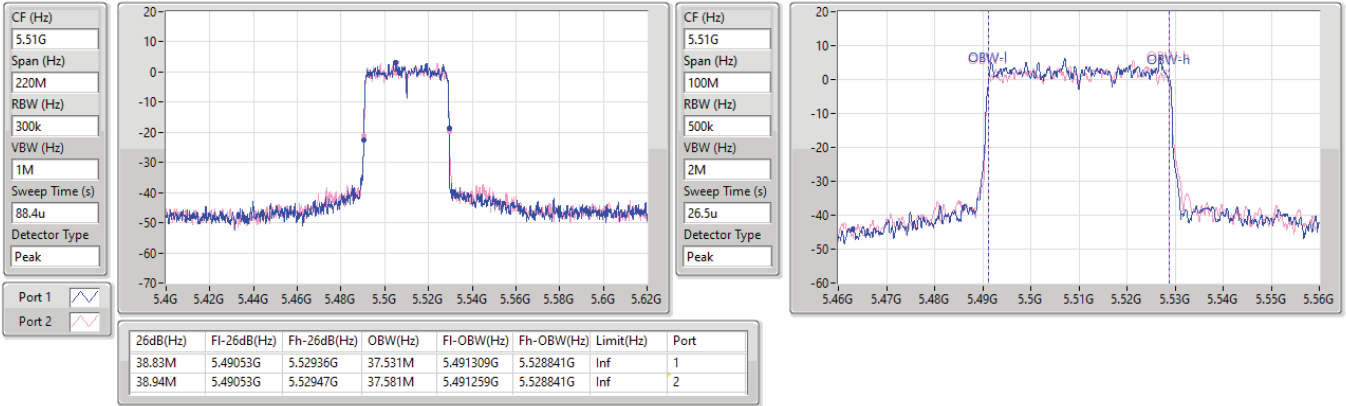 CF (Hz)
5.51G
Span (Hz)
220M
RBW (Hz)
300k
VBW (Hz)
1M
Sweep Time (s)
88.4u
Detector Type
Peak
Port 1
Port 2
20
10
0
-10
-20
-30
-40
-50
-60
-70
5.4G 5.42G 5.44G 5.46G 5.48G 5.5G 5.52G 5.54G 5.56G 5.58G 5.6G 5.62G
CF (Hz)
5.51G
Span (Hz)
100M
RBW (Hz)
500k
VBW (Hz)
2M
Sweep Time (s)
26.5u
Detector Type
Peak
20
10
0
-10
-20
-30
-40
-50
-60
OBW-l OBW-h
5.46G 5.47G 5.48G 5.49G 5.5G 5.51G 5.52G 5.53G 5.54G 5.55G 5.56G
26dB(Hz) Fl-26dB(Hz) Fh-26dB(Hz) OBW(Hz) Fl-OBW(Hz) Fh-OBW(Hz) Limit(Hz) Port
38.83M 5.49053G 5.52936G 37.531M 5.491309G 5.528841G Inf 1
38.94M 5.49053G 5.52947G 37.581M 5.491259G 5.528841G Inf 2